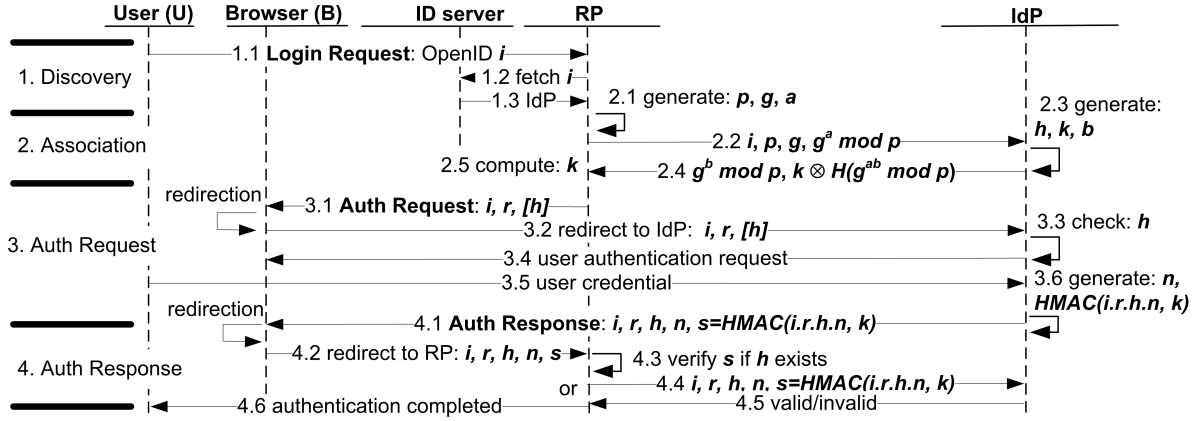 User (U) Browser (B) ID server RP IdP
1.1 Login Request: OpenID i
1. Discovery
1.2 fetch i
1.3 IdP
2.1 generate: p, g, a
2.3 generate:
h, k, b
2. Association
2.2 i, p, g, g^a mod p
2.5 compute: k
2.4 g^b mod p, k ⊗ H(g^ab mod p)
redirection
3.1 Auth Request: i, r, [h]
3.2 redirect to IdP: i, r, [h]
3.3 check: h
3. Auth Request
3.4 user authentication request
3.5 user credential
3.6 generate: n,
HMAC(i.r.h.n, k)
redirection
4.1 Auth Response: i, r, h, n, s=HMAC(i.r.h.n, k)
4.2 redirect to RP: i, r, h, n, s
4.3 verify s if h exists
4. Auth Response
or
4.4 i, r, h, n, s=HMAC(i.r.h.n, k)
4.5 valid/invalid
4.6 authentication completed